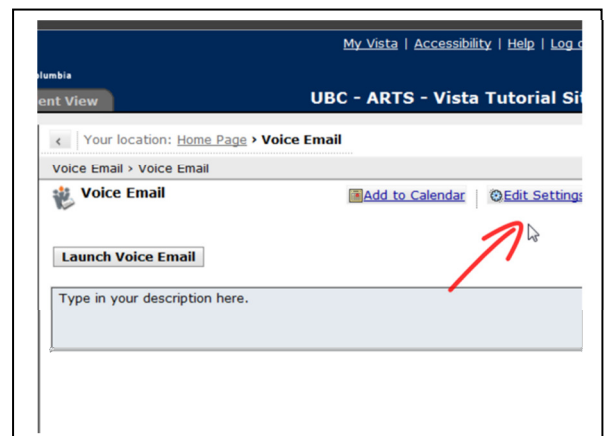 My Vista | Accessibility | Help | Log
olumbia
ent View
UBC - ARTS - Vista Tutorial Sit
‹ Your location: Home Page › Voice Email
Voice Email › Voice Email
Voice Email
Add to Calendar | Edit Settings
Launch Voice Email
Type in your description here.